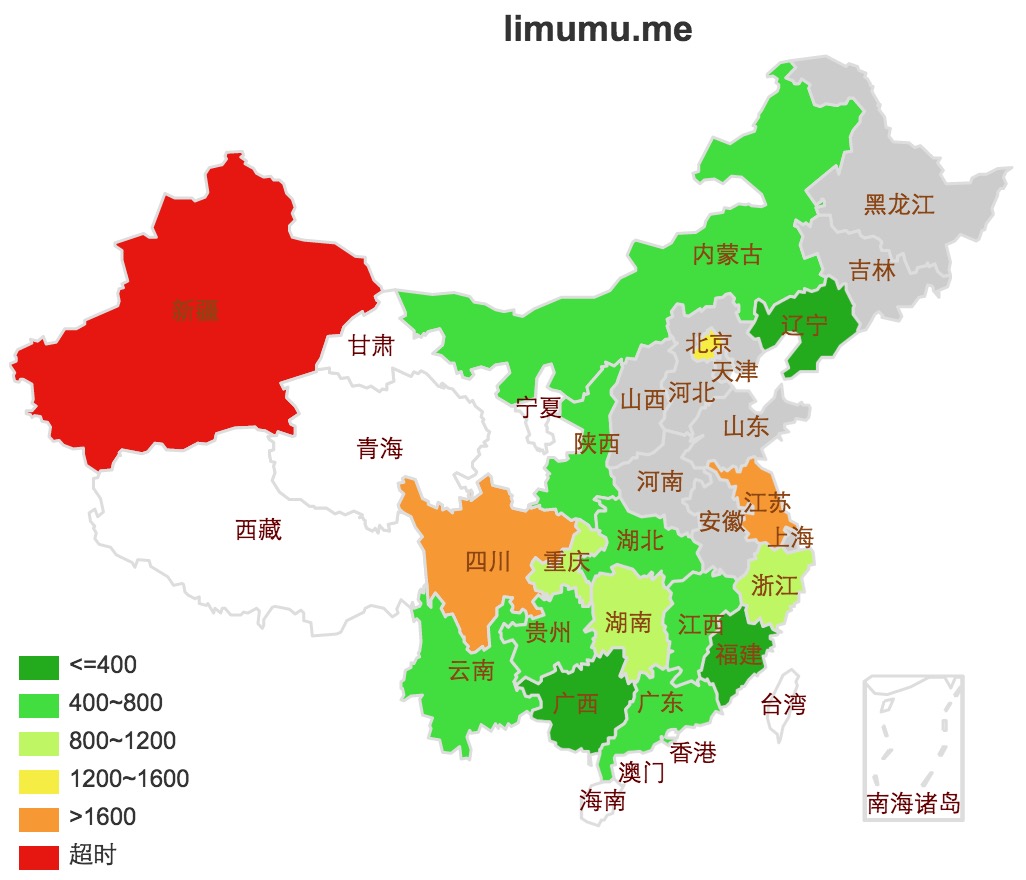 limumu.me
黑龙江
内蒙古
吉林
新疆
辽宁
甘肃
北京
天津
河北
山西
宁夏
山东
陕西
青海
河南
江苏
安徽
西藏
上海
湖北
四川
重庆
浙江
湖南
江西
贵州
福建
云南
广西
广东
台湾
香港
澳门
海南
南海诸岛
<=400
400~800
800~1200
1200~1600
>1600
超时